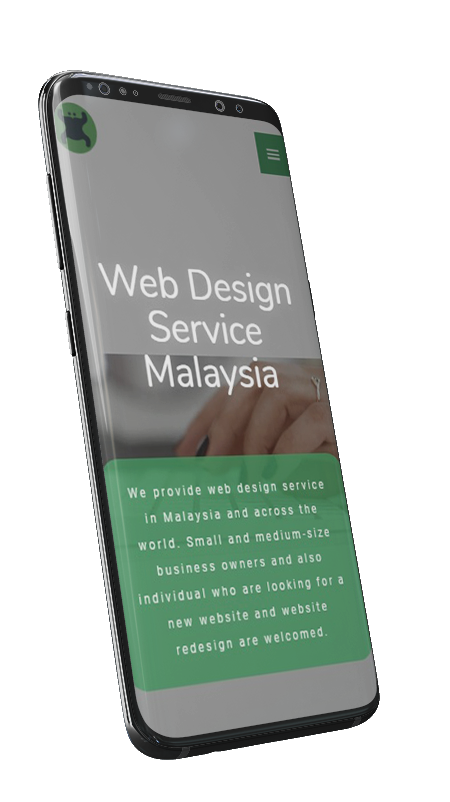 Web Design
Service
Malaysia
We provide web design service
in Malaysia and across the
world. Small and medium-size
business owners and also
individual who are looking for a
new website and website
redesign are welcomed.